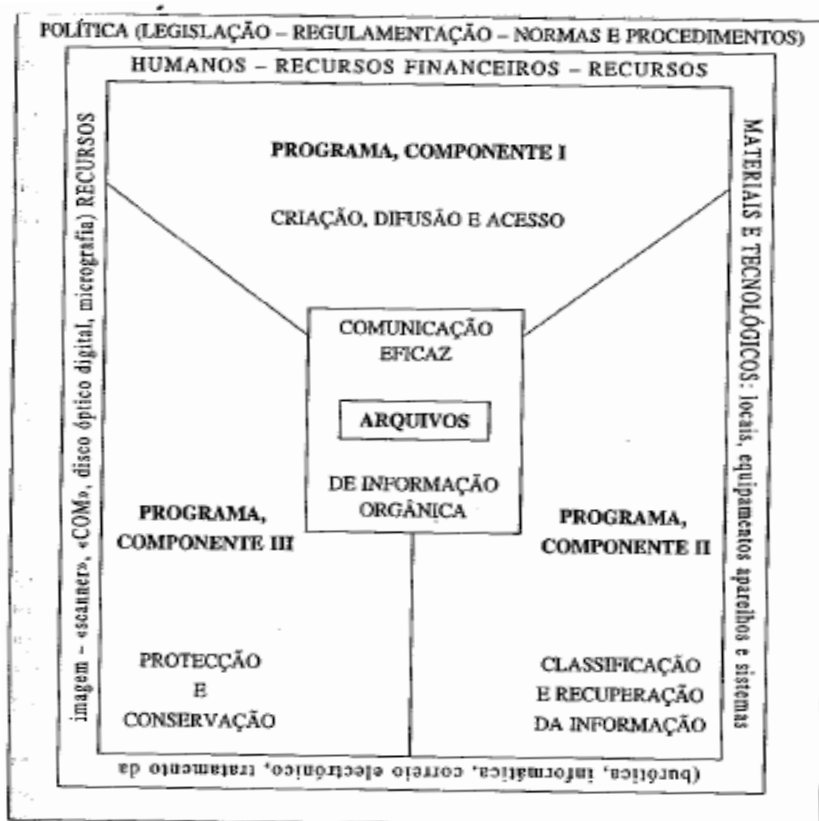 POLÍTICA (LEGISLAÇÃO – REGULAMENTAÇÃO – NORMAS E PROCEDIMENTOS)
HUMANOS – RECURSOS FINANCEIROS – RECURSOS
MATERIAIS E TECNOLÓGICOS: locais, equipamentos aparelhos e sistemas
(burótica, informática, correio electrónico, tratamento da
imagem – «scanner», «COM», disco óptico digital, micrografia) RECURSOS
PROGRAMA, COMPONENTE I
CRIAÇÃO, DIFUSÃO E ACESSO
COMUNICAÇÃO
EFICAZ
ARQUIVOS
DE INFORMAÇÃO
ORGÂNICA
PROGRAMA,
COMPONENTE III
PROTECÇÃO
E
CONSERVAÇÃO
PROGRAMA,
COMPONENTE II
CLASSIFICAÇÃO
E RECUPERAÇÃO
DA INFORMAÇÃO